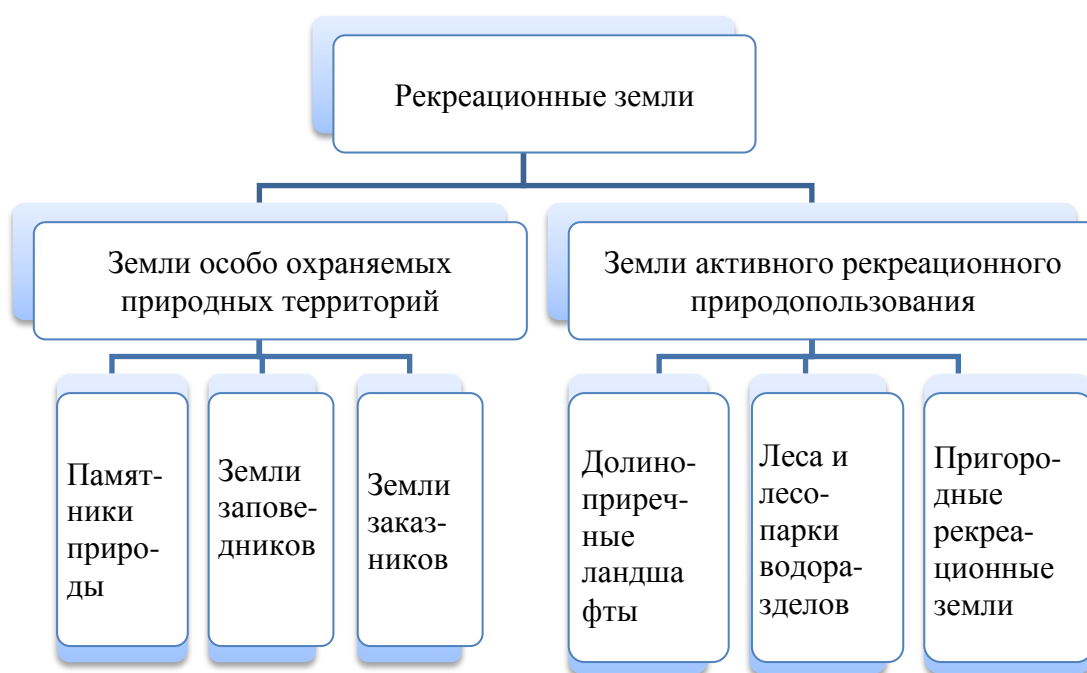 Рекреационные земли
Земли особо охраняемых
природных территорий
Земли активного рекреационного
природопользования
Памят-
ники
приро-
ды
Земли
запове-
дников
Земли
заказ-
ников
Долино-
приреч-
ные
ландша
фты
Леса и
лесо-
парки
водора-
зделов
Пригоро-
дные
рекреа-
ционные
земли